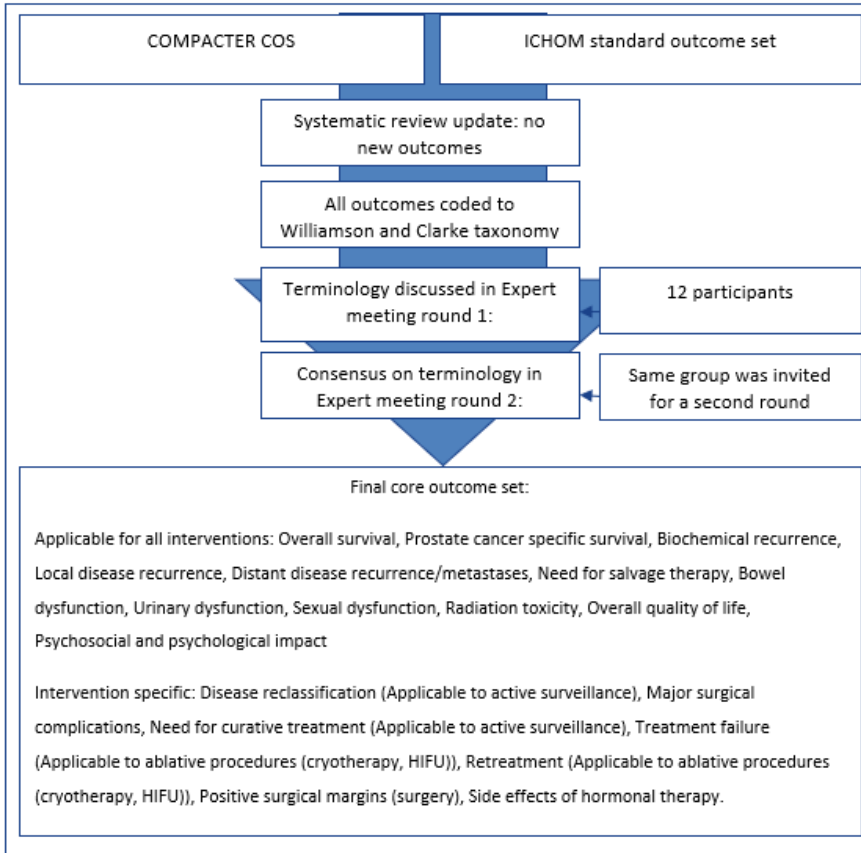 COMPACTER COS
ICHOM standard outcome set
Systematic review update: no
new outcomes
All outcomes coded to
Williamson and Clarke taxonomy
Terminology discussed in Expert
meeting round 1:
12 participants
Consensus on terminology in
Expert meeting round 2:
Same group was invited
for a second round
Final core outcome set:
Applicable for all interventions: Overall survival, Prostate cancer specific survival, Biochemical recurrence,
Local disease recurrence, Distant disease recurrence/metastases, Need for salvage therapy, Bowel
dysfunction, Urinary dysfunction, Sexual dysfunction, Radiation toxicity, Overall quality of life,
Psychosocial and psychological impact
Intervention specific: Disease reclassification (Applicable to active surveillance), Major surgical
complications, Need for curative treatment (Applicable to active surveillance), Treatment failure
(Applicable to ablative procedures (cryotherapy, HIFU)), Retreatment (Applicable to ablative procedures
(cryotherapy, HIFU)), Positive surgical margins (surgery), Side effects of hormonal therapy.